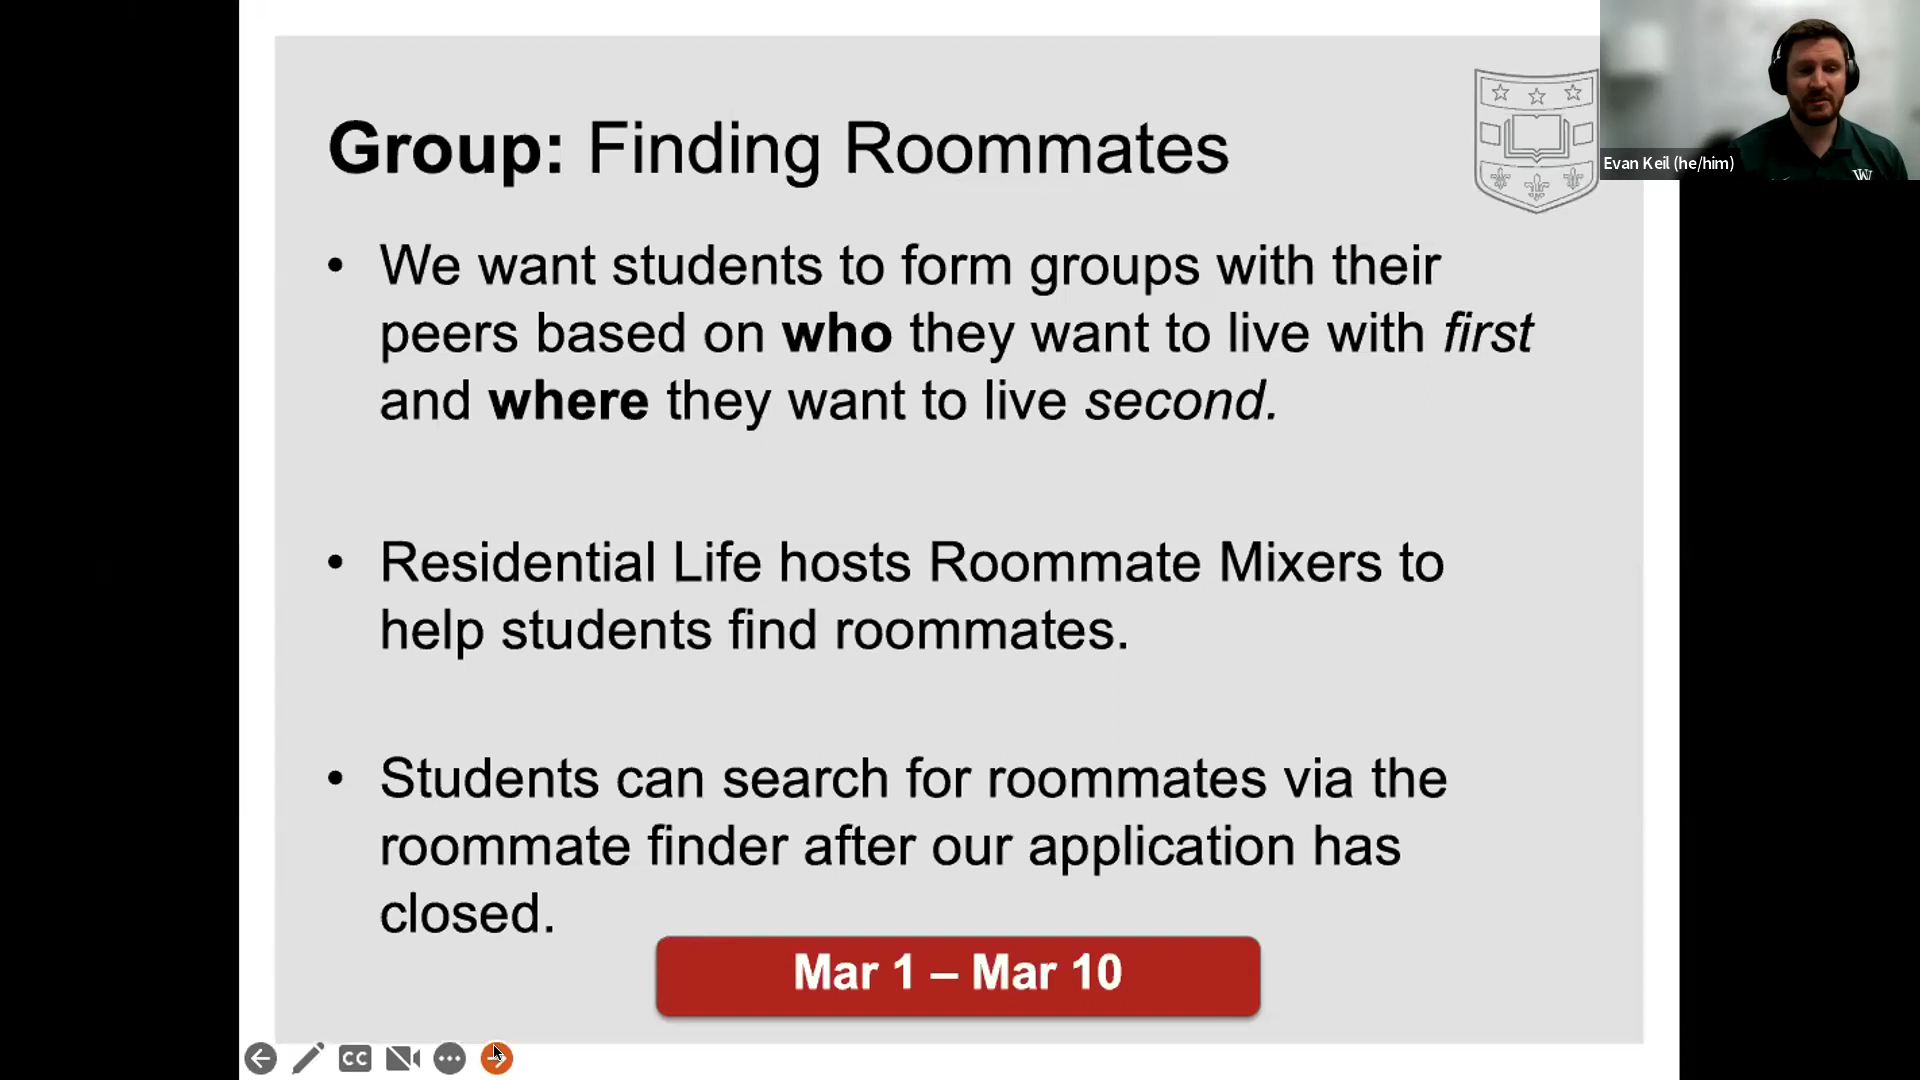 Group: Finding Roommates
• We want students to form groups with their
peers based on who they want to live with first
and where they want to live second.
• Residential Life hosts Roommate Mixers to
help students find roommates.
• Students can search for roommates via the
roommate finder after our application has
closed.
Mar 1 – Mar 10
Evan Keil (he/him)
W
CC